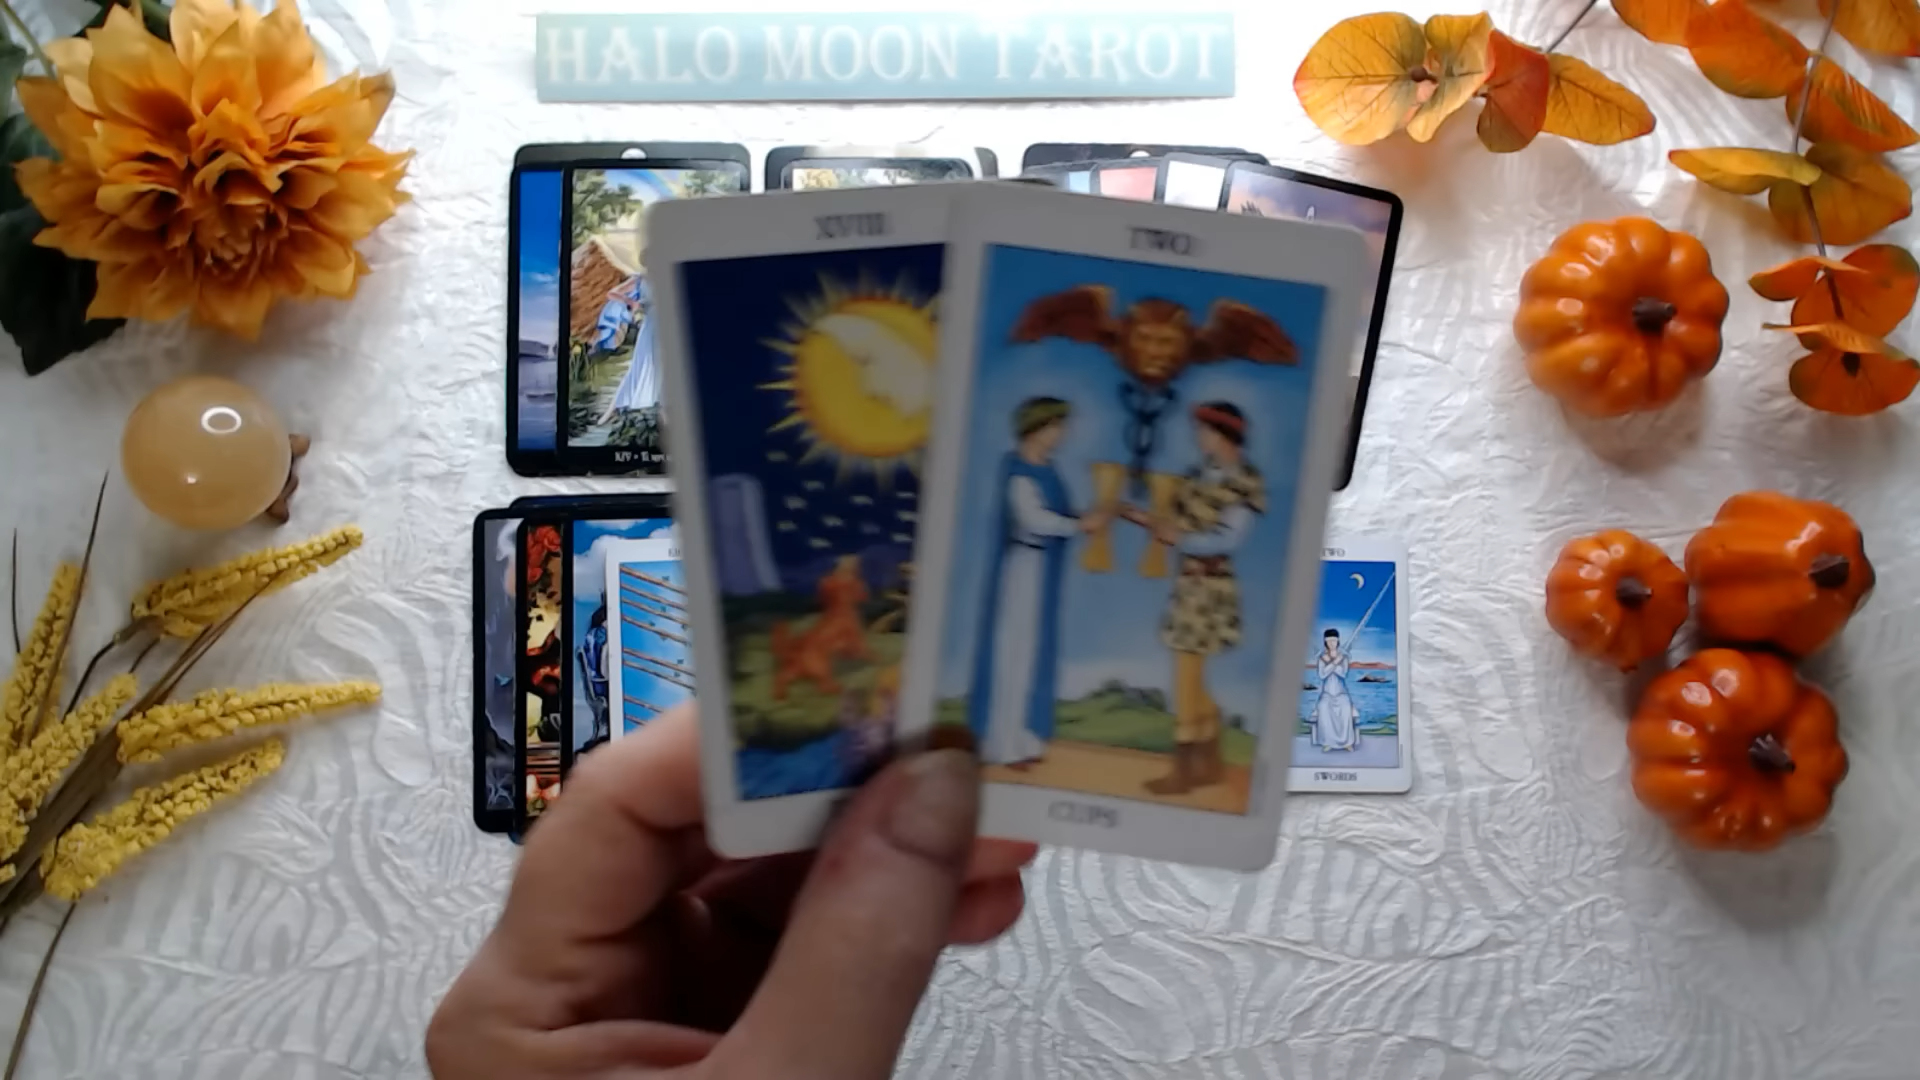 HALO MOON TAROT
XVIII
TWO
CUPS
TWO
SWORDS